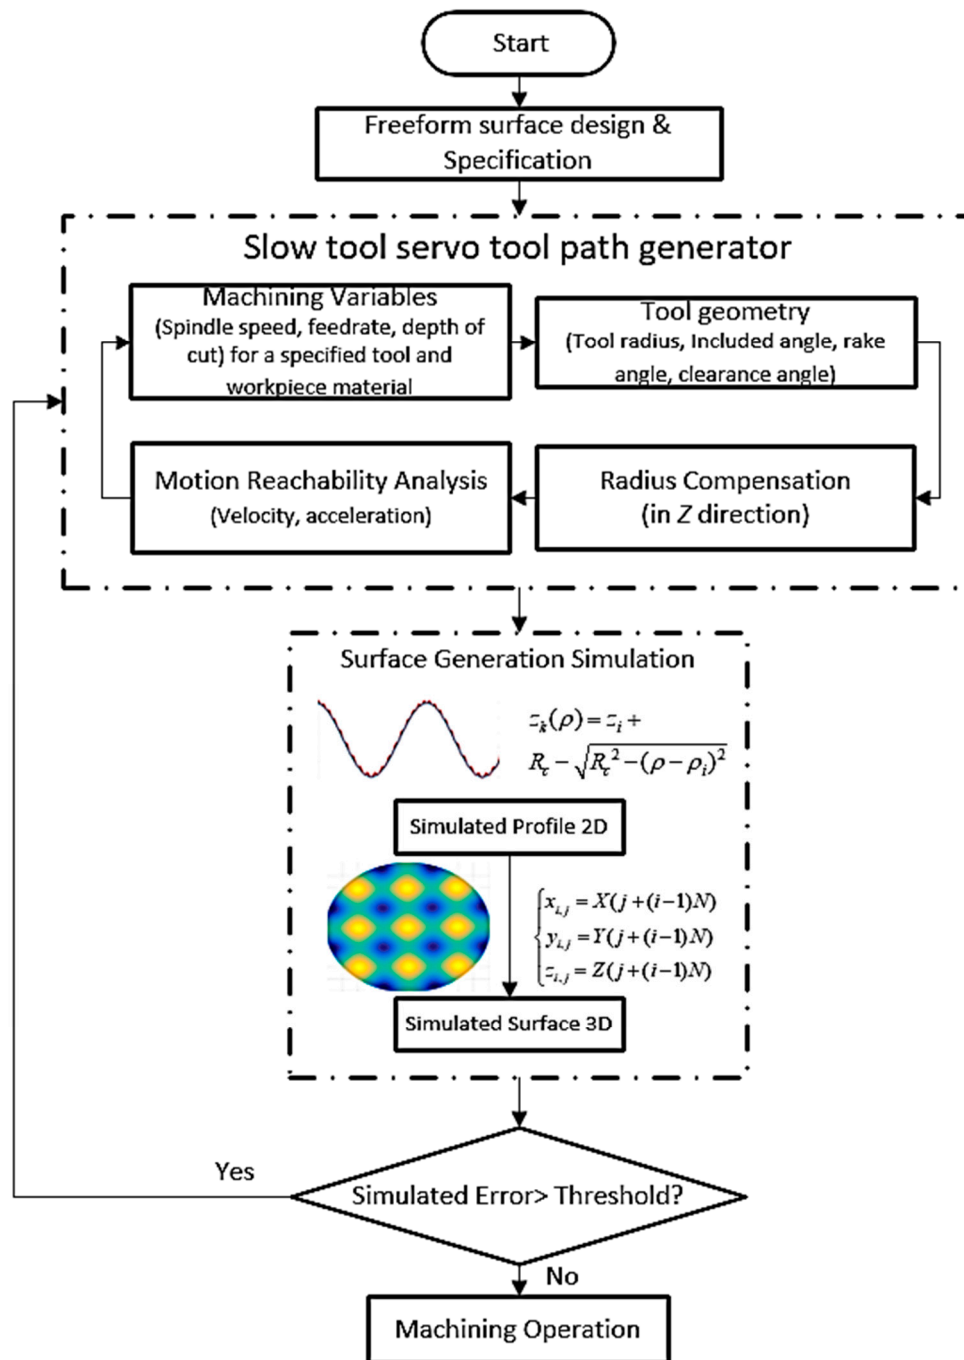 Start
Freeform surface design &
Specification
Slow tool servo tool path generator
Machining Variables
(Spindle speed, feedrate, depth of
cut) for a specified tool and
workpiece material
Tool geometry
(Tool radius, Included angle, rake
angle, clearance angle)
Motion Reachability Analysis
(Velocity, acceleration)
Radius Compensation
(in Z direction)
Surface Generation Simulation
z_k(ρ) = z_i +
R_c − √(R_c² − (ρ − ρ_i)²)
Simulated Profile 2D
x_{i,j} = X(j+(i−1)N)
y_{i,j} = Y(j+(i−1)N)
z_{i,j} = Z(j+(i−1)N)
Simulated Surface 3D
Yes
Simulated Error> Threshold?
No
Machining Operation